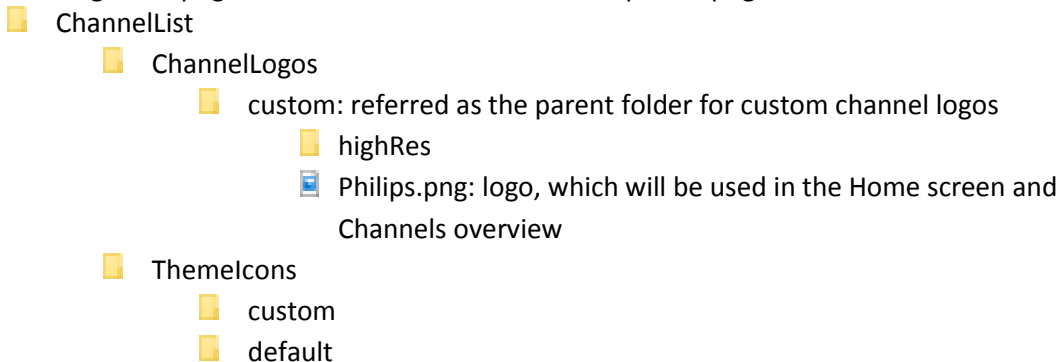 ChannelList
ChannelLogos
custom: referred as the parent folder for custom channel logos
highRes
Philips.png: logo, which will be used in the Home screen and
Channels overview
ThemeIcons
custom
default